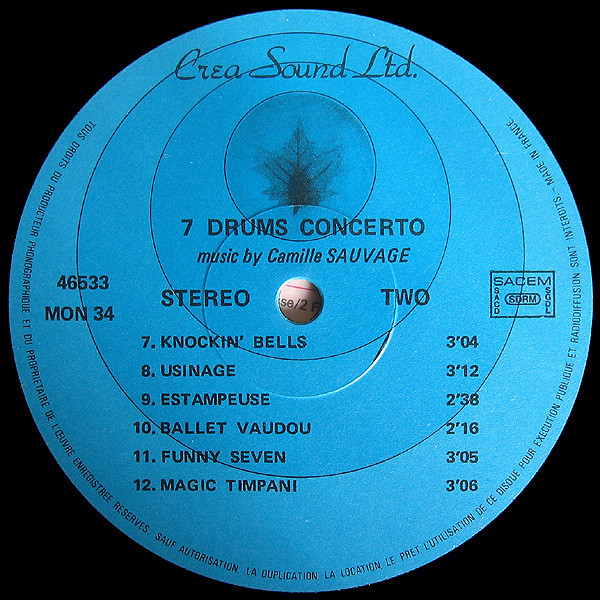 Crea Sound Ltd.
7 DRUMS CONCERTO
music by Camille SAUVAGE
46533
MON 34
STEREO
TWO
SACEM
SACD
SDRM
SGDL
se/2 F
7. KNOCKIN' BELLS 3'04
8. USINAGE 3'12
9. ESTAMPEUSE 2'38
10. BALLET VAUDOU 2'16
11. FUNNY SEVEN 3'05
12. MAGIC TIMPANI 3'06
TOUS DROITS DU PRODUCTEUR PHONOGRAPHIQUE ET DU PROPRIETAIRE DE L'ŒUVRE ENREGISTREE RESERVES. SAUF AUTORISATION. LA DUPLICATION. LA LOCATION LE PRET L'UTILISATION DE CE DISQUE POUR EXECUTION PUBLIQUE ET RADIODIFFUSION SONT INTERDITS - MADE IN FRANCE.